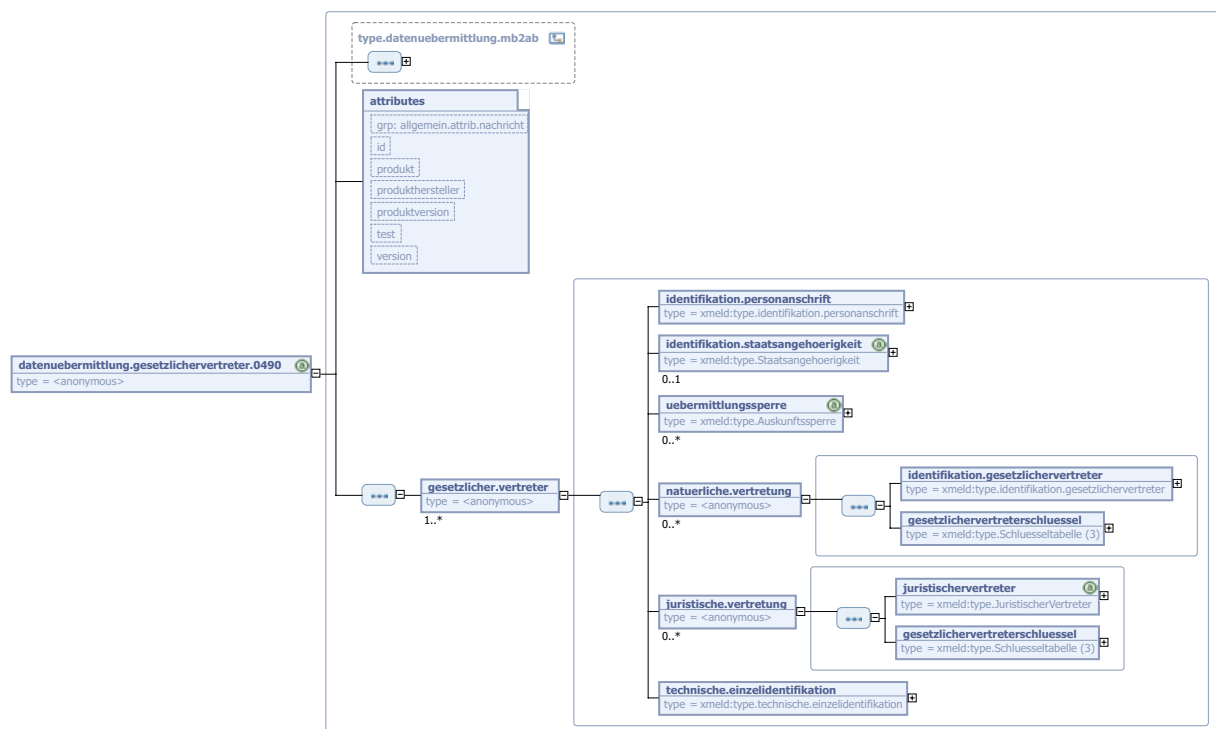 type.datenuebermittlung.mb2ab
attributes
grp: allgemein.attrib.nachricht
id
produkt
produkthersteller
produktversion
test
version
datenuebermittlung.gesetzlichervertreter.0490
type = <anonymous>
gesetzlicher.vertreter
type = <anonymous>
1..*
identifikation.personanschrift
type = xmeld:type.identifikation.personanschrift
identifikation.staatsangehoerigkeit
type = xmeld:type.Staatsangehoerigkeit
0..1
uebermittlungssperre
type = xmeld:type.Auskunftssperre
0..*
natuerliche.vertretung
type = <anonymous>
0..*
identifikation.gesetzlichervertreter
type = xmeld:type.identifikation.gesetzlichervertreter
gesetzlichervertreterschluessel
type = xmeld:type.Schluesseltabelle (3)
juristische.vertretung
type = <anonymous>
0..*
juristischervertreter
type = xmeld:type.JuristischerVertreter
gesetzlichervertreterschluessel
type = xmeld:type.Schluesseltabelle (3)
technische.einzelidentifikation
type = xmeld:type.technische.einzelidentifikation